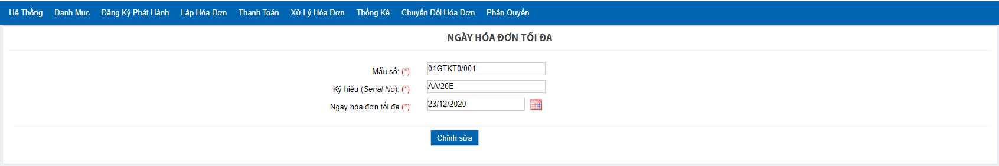 Hệ Thống Danh Mục Đăng Ký Phát Hành Lập Hóa Đơn Thanh Toán Xử Lý Hóa Đơn Thống Kê Chuyển Đổi Hóa Đơn Phân Quyền
NGÀY HÓA ĐƠN TỐI ĐA
Mẫu số: (*) 01GTKT0/001
Ký hiệu (Serial No): (*) AA/20E
Ngày hóa đơn tối đa (*) 23/12/2020
Chỉnh sửa